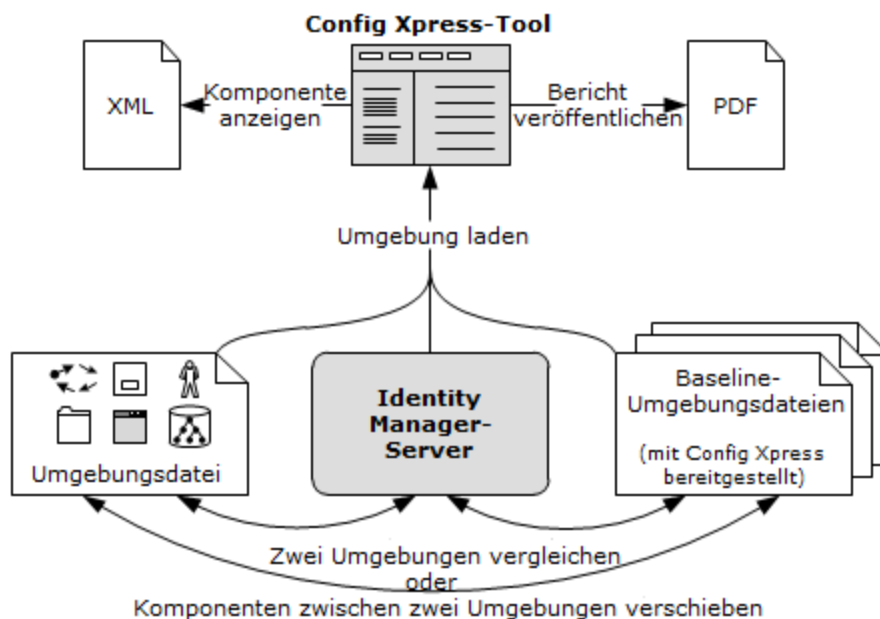 Config Xpress-Tool
XML
Komponente
anzeigen
Bericht
veröffentlichen
PDF
Umgebung laden
Umgebungsdatei
Identity
Manager-
Server
Baseline-
Umgebungsdateien
(mit Config Xpress
bereitgestellt)
Zwei Umgebungen vergleichen
oder
Komponenten zwischen zwei Umgebungen verschieben